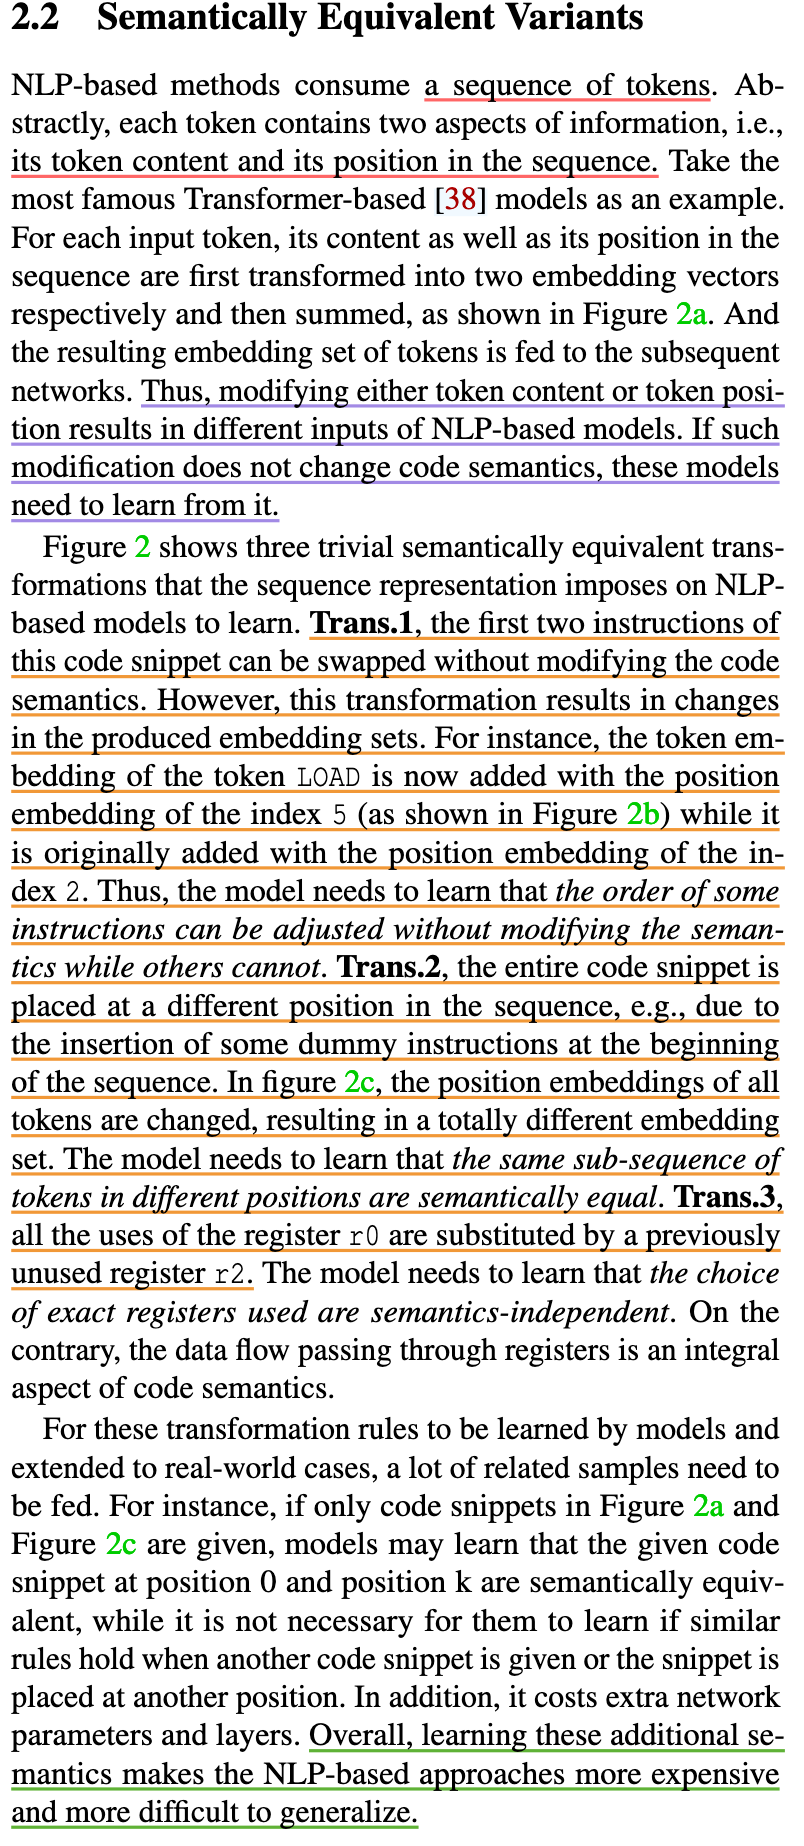 2.2 Semantically Equivalent Variants
NLP-based methods consume a sequence of tokens. Ab-
stractly, each token contains two aspects of information, i.e.,
its token content and its position in the sequence. Take the
most famous Transformer-based [38] models as an example.
For each input token, its content as well as its position in the
sequence are first transformed into two embedding vectors
respectively and then summed, as shown in Figure 2a. And
the resulting embedding set of tokens is fed to the subsequent
networks. Thus, modifying either token content or token posi-
tion results in different inputs of NLP-based models. If such
modification does not change code semantics, these models
need to learn from it.
Figure 2 shows three trivial semantically equivalent trans-
formations that the sequence representation imposes on NLP-
based models to learn. Trans.1, the first two instructions of
this code snippet can be swapped without modifying the code
semantics. However, this transformation results in changes
in the produced embedding sets. For instance, the token em-
bedding of the token LOAD is now added with the position
embedding of the index 5 (as shown in Figure 2b) while it
is originally added with the position embedding of the in-
dex 2. Thus, the model needs to learn that the order of some
instructions can be adjusted without modifying the seman-
tics while others cannot. Trans.2, the entire code snippet is
placed at a different position in the sequence, e.g., due to
the insertion of some dummy instructions at the beginning
of the sequence. In figure 2c, the position embeddings of all
tokens are changed, resulting in a totally different embedding
set. The model needs to learn that the same sub-sequence of
tokens in different positions are semantically equal. Trans.3,
all the uses of the register r0 are substituted by a previously
unused register r2. The model needs to learn that the choice
of exact registers used are semantics-independent. On the
contrary, the data flow passing through registers is an integral
aspect of code semantics.
For these transformation rules to be learned by models and
extended to real-world cases, a lot of related samples need to
be fed. For instance, if only code snippets in Figure 2a and
Figure 2c are given, models may learn that the given code
snippet at position 0 and position k are semantically equiv-
alent, while it is not necessary for them to learn if similar
rules hold when another code snippet is given or the snippet is
placed at another position. In addition, it costs extra network
parameters and layers. Overall, learning these additional se-
mantics makes the NLP-based approaches more expensive
and more difficult to generalize.